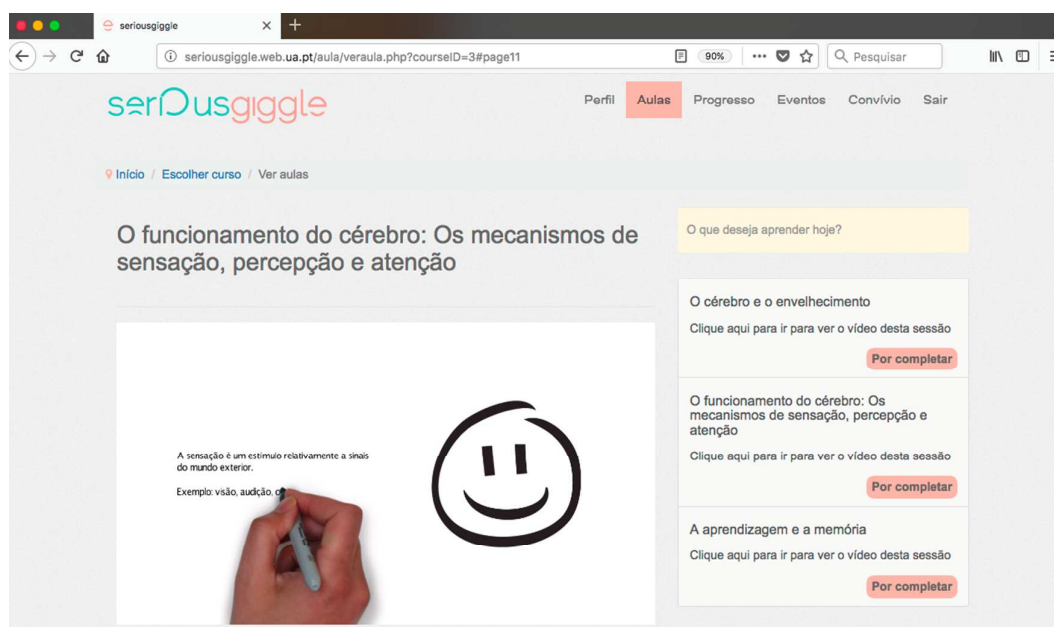 seriousgiggle
seriousgiggle.web.ua.pt/aula/veraula.php?courseID=3#page11
90%
Pesquisar
seriousgiggle
Perfil Aulas Progresso Eventos Convívio Sair
Início / Escolher curso / Ver aulas
O funcionamento do cérebro: Os mecanismos de
sensação, percepção e atenção
A sensação é um estimulo relativamente a sinais
do mundo exterior.
Exemplo: visão, audição,
O que deseja aprender hoje?
O cérebro e o envelhecimento
Clique aqui para ir para ver o vídeo desta sessão
Por completar
O funcionamento do cérebro: Os
mecanismos de sensação, percepção e
atenção
Clique aqui para ir para ver o vídeo desta sessão
Por completar
A aprendizagem e a memória
Clique aqui para ir para ver o vídeo desta sessão
Por completar